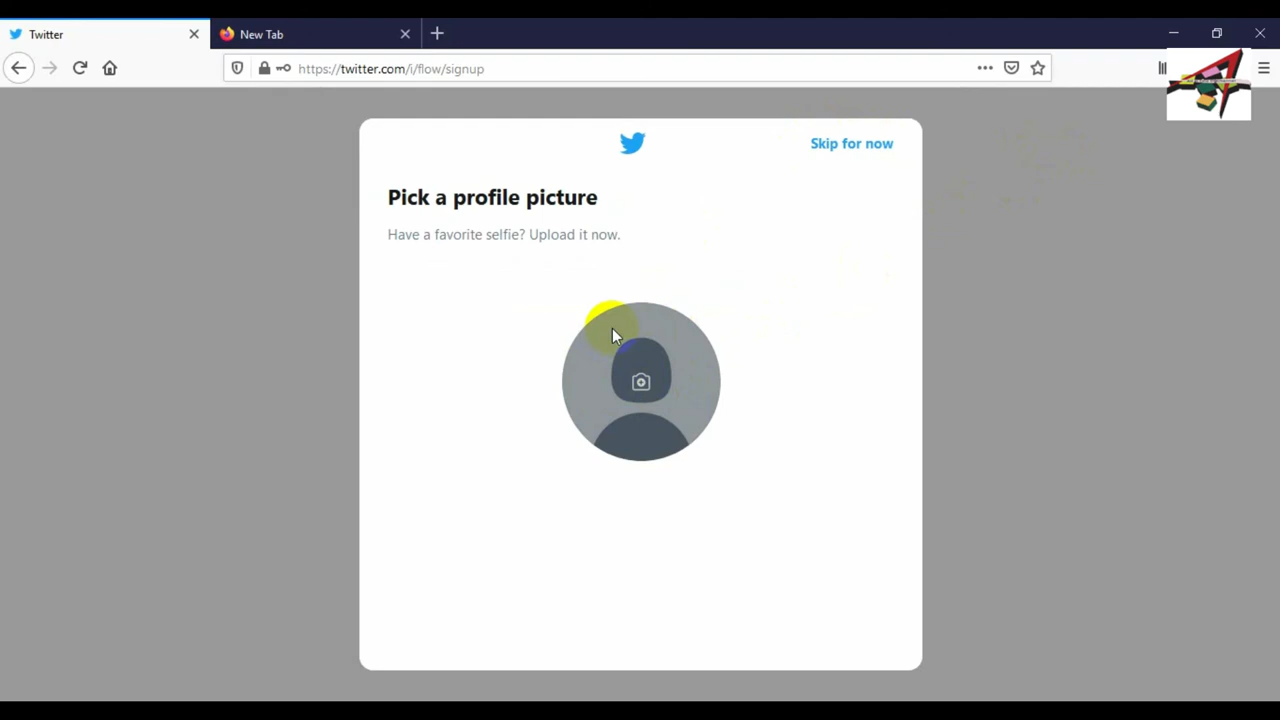 Twitter
New Tab
https://twitter.com/i/flow/signup
Skip for now
Pick a profile picture
Have a favorite selfie? Upload it now.